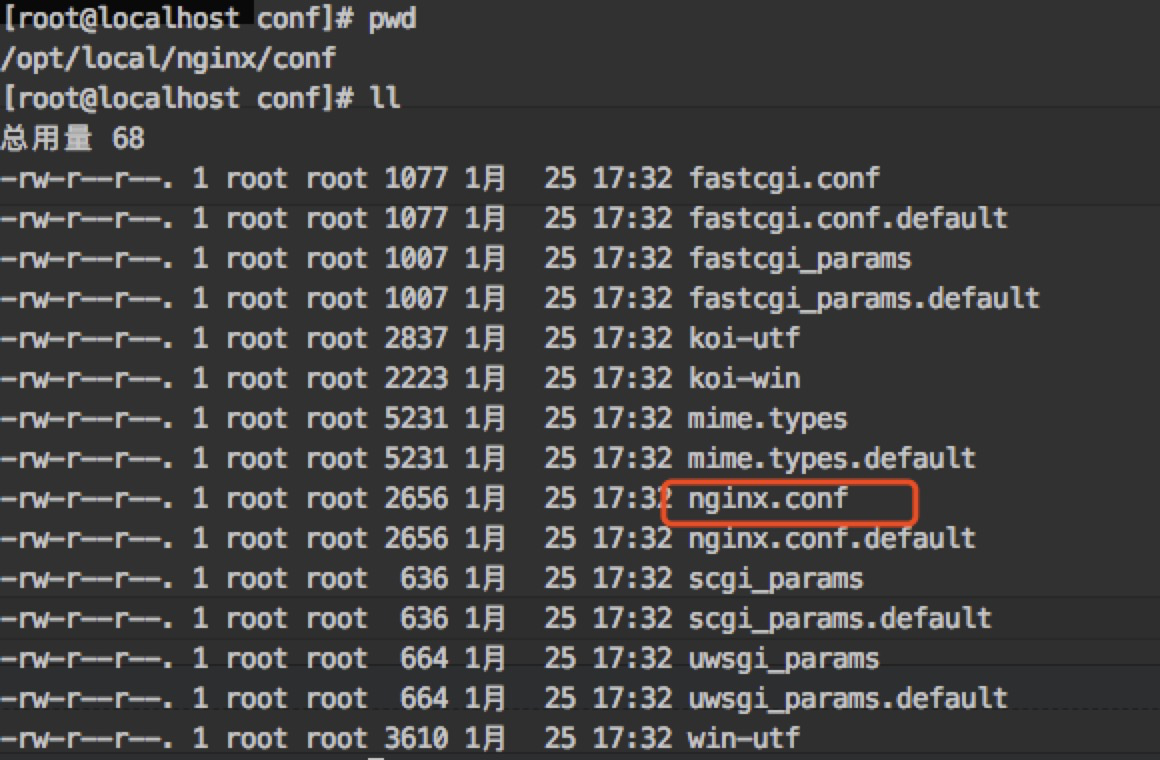 [root@localhost conf]# pwd
/opt/local/nginx/conf
[root@localhost conf]# ll
总用量 68
-rw-r--r--. 1 root root 1077 1月  25 17:32 fastcgi.conf
-rw-r--r--. 1 root root 1077 1月  25 17:32 fastcgi.conf.default
-rw-r--r--. 1 root root 1007 1月  25 17:32 fastcgi_params
-rw-r--r--. 1 root root 1007 1月  25 17:32 fastcgi_params.default
-rw-r--r--. 1 root root 2837 1月  25 17:32 koi-utf
-rw-r--r--. 1 root root 2223 1月  25 17:32 koi-win
-rw-r--r--. 1 root root 5231 1月  25 17:32 mime.types
-rw-r--r--. 1 root root 5231 1月  25 17:32 mime.types.default
-rw-r--r--. 1 root root 2656 1月  25 17:32 nginx.conf
-rw-r--r--. 1 root root 2656 1月  25 17:32 nginx.conf.default
-rw-r--r--. 1 root root  636 1月  25 17:32 scgi_params
-rw-r--r--. 1 root root  636 1月  25 17:32 scgi_params.default
-rw-r--r--. 1 root root  664 1月  25 17:32 uwsgi_params
-rw-r--r--. 1 root root  664 1月  25 17:32 uwsgi_params.default
-rw-r--r--. 1 root root 3610 1月  25 17:32 win-utf